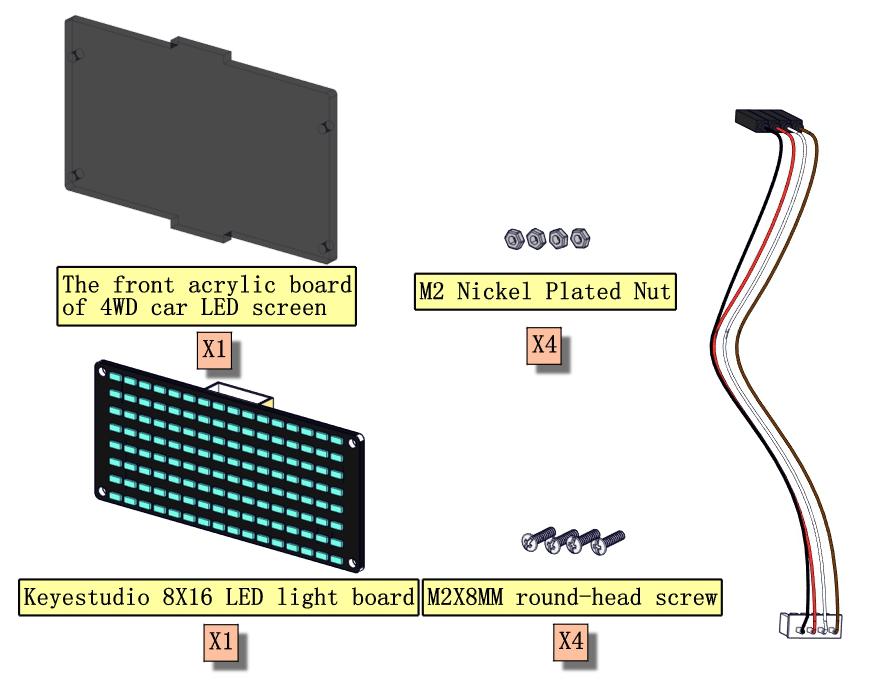 The front acrylic board
of 4WD car LED screen
X1
M2 Nickel Plated Nut
X4
Keyestudio 8X16 LED light board
X1
M2X8MM round-head screw
X4